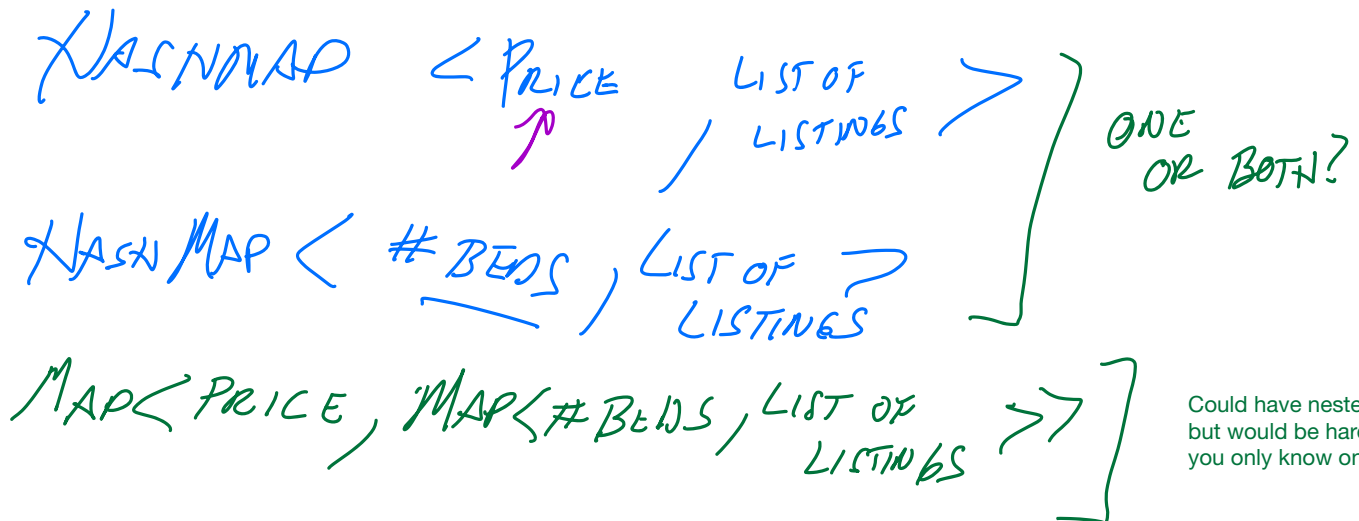 HASHMAP < PRICE , LIST OF LISTINGS >
ONE OR BOTH?
HASHMAP < # BEDS , LIST OF LISTINGS >
MAP< PRICE, MAP<# BEDS, LIST OF LISTINGS >>
Could have neste
but would be hard
you only know on